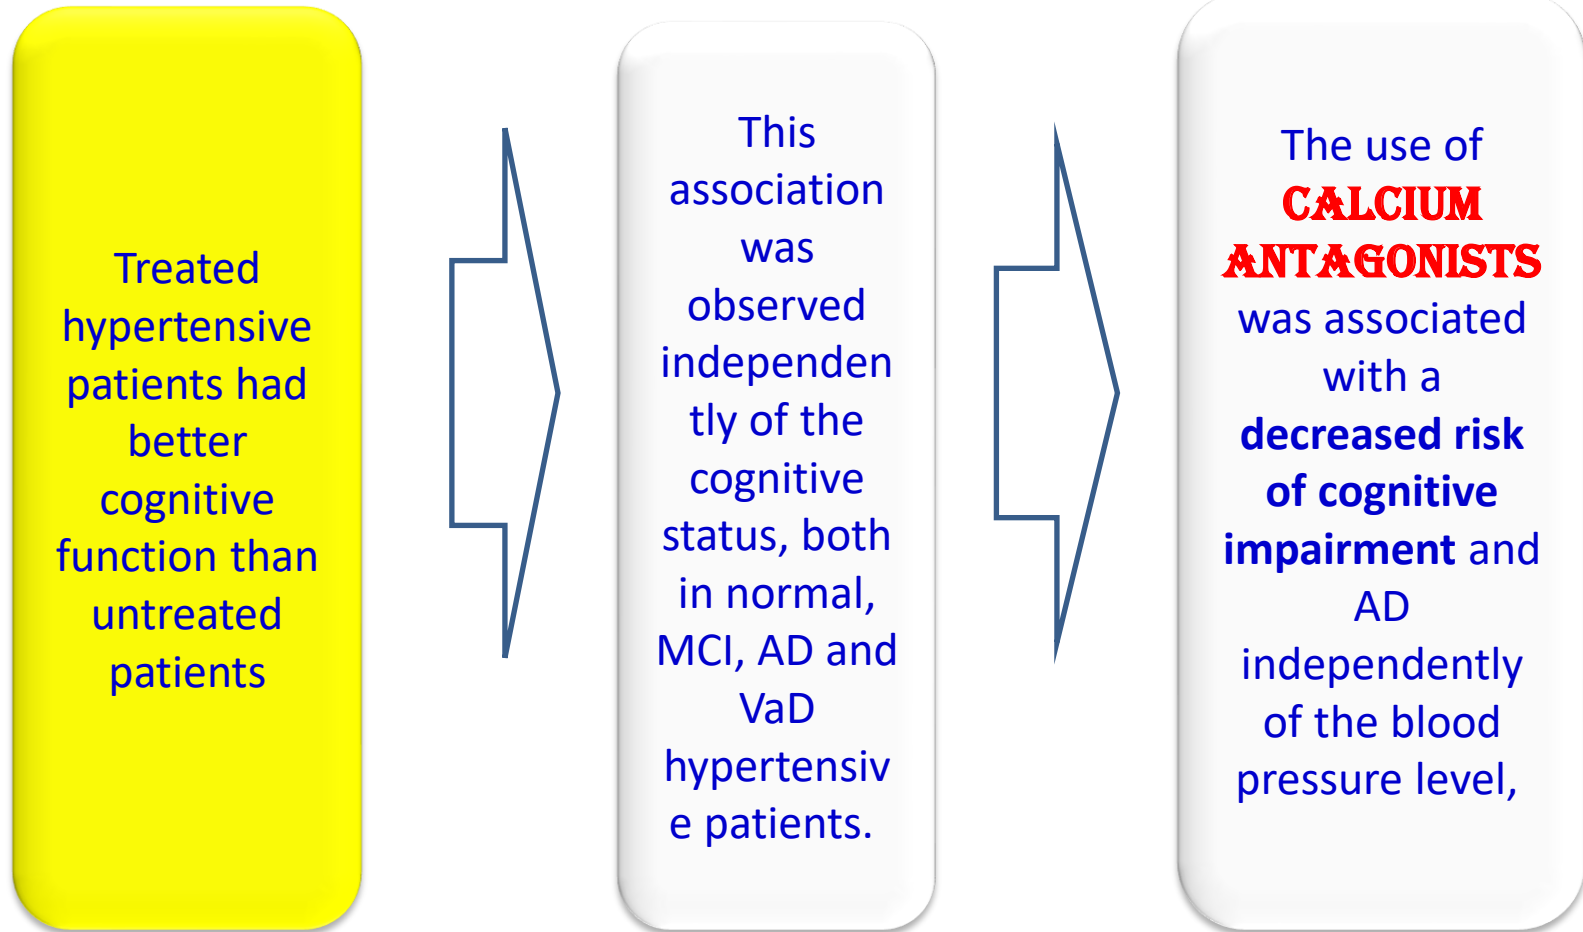 Treated
hypertensive
patients had
better
cognitive
function than
untreated
patients
This
association
was
observed
independen
tly of the
cognitive
status, both
in normal,
MCI, AD and
VaD
hypertensiv
e patients.
The use of
CALCIUM
ANTAGONISTS
was associated
with a
decreased risk
of cognitive
impairment and
AD
independently
of the blood
pressure level,